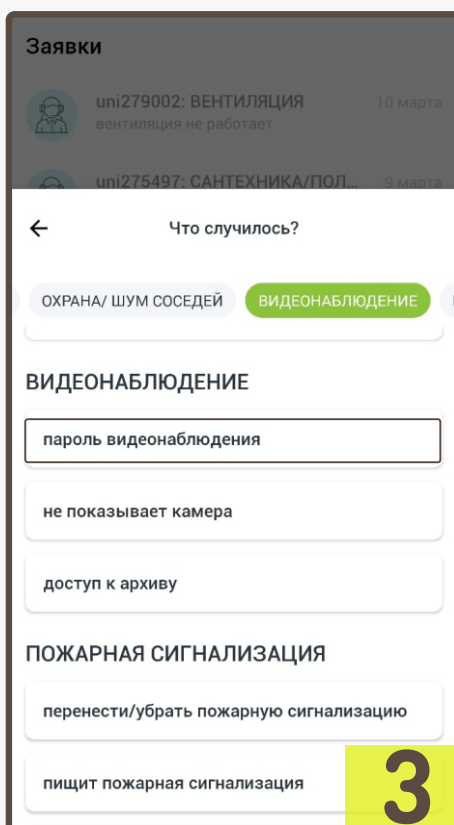 Заявки
uni279002: ВЕНТИЛЯЦИЯ 10 марта
вентиляция не работает
uni275497: САНТЕХНИКА/ПОЛ... 9 марта
Что случилось?
ОХРАНА/ ШУМ СОСЕДЕЙ ВИДЕОНАБЛЮДЕНИЕ
ВИДЕОНАБЛЮДЕНИЕ
пароль видеонаблюдения
не показывает камера
доступ к архиву
ПОЖАРНАЯ СИГНАЛИЗАЦИЯ
перенести/убрать пожарную сигнализацию
пищит пожарная сигнализация
3